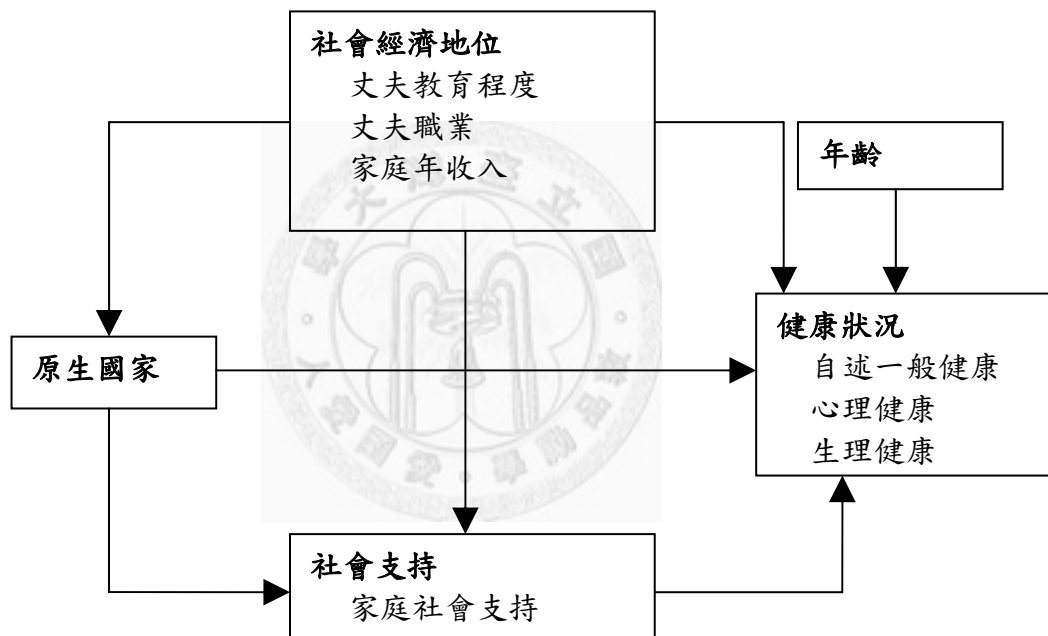 社會經濟地位
丈夫教育程度
丈夫職業
家庭年收入
年齡
原生國家
健康狀況
自述一般健康
心理健康
生理健康
社會支持
家庭社會支持